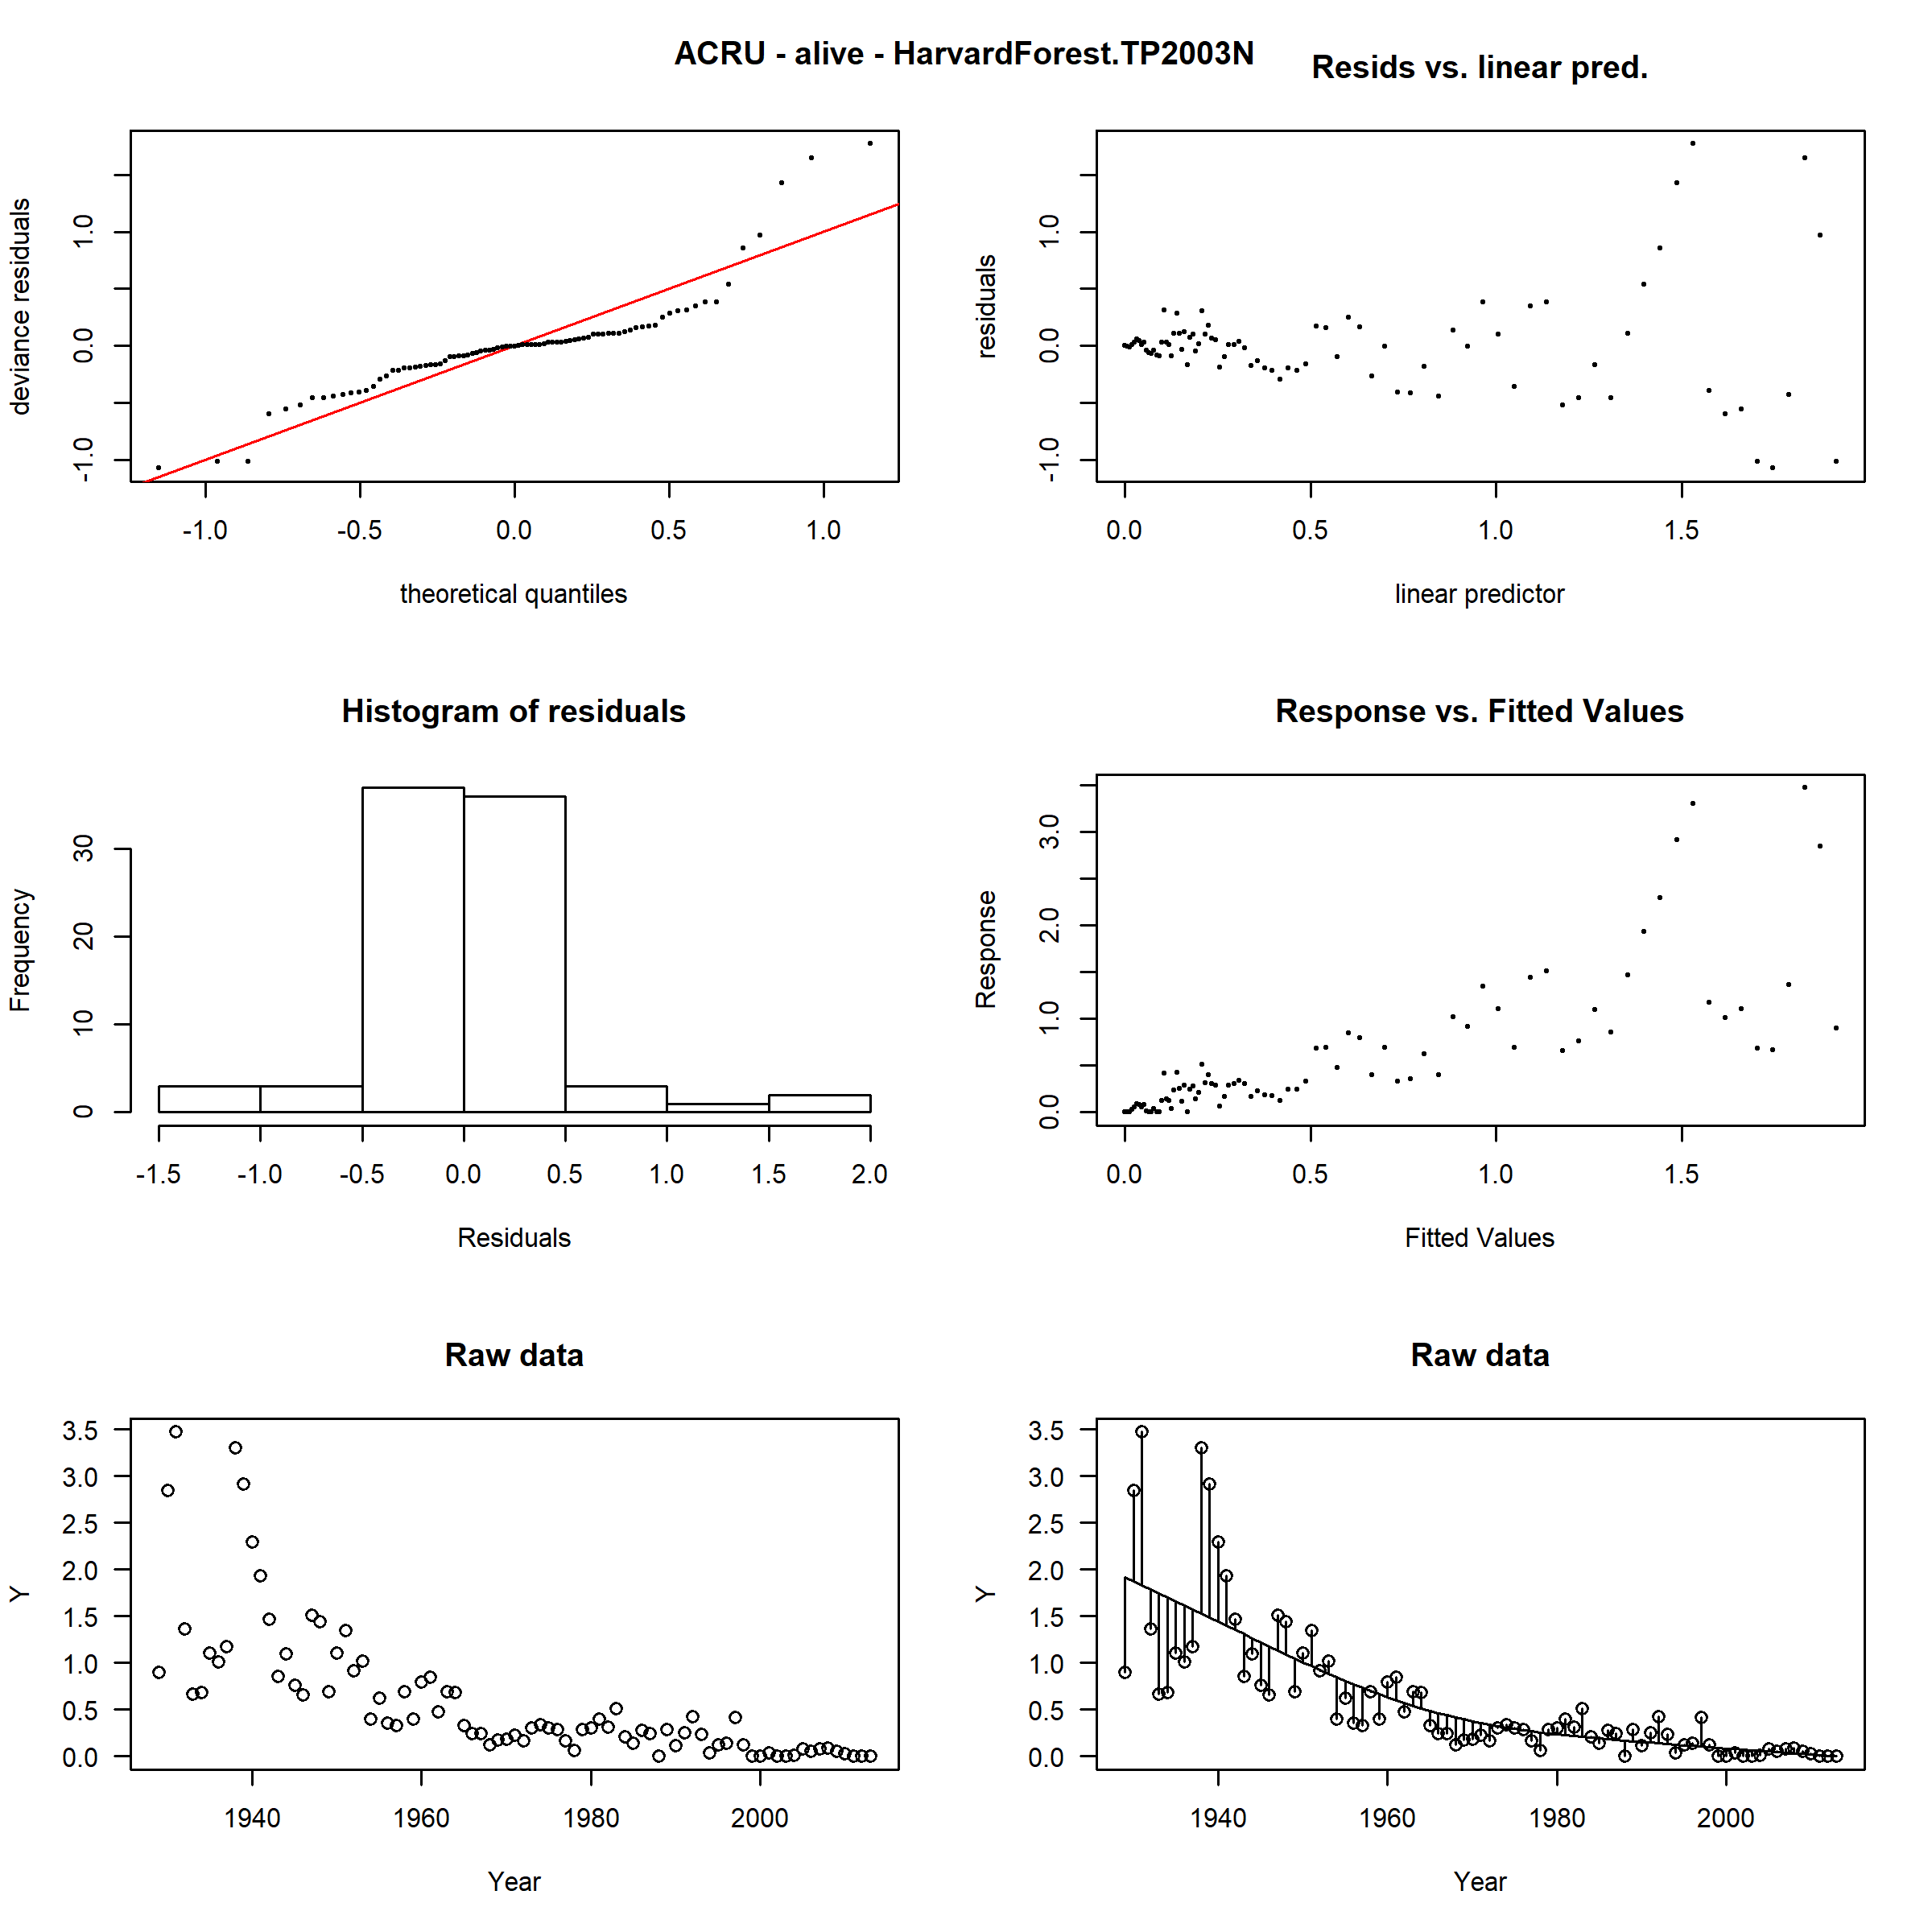 ACRU - alive - HarvardForest.TP2003N
Resids vs. linear pred.
deviance residuals
-1.0 0.0 1.0
-1.0 -0.5 0.0 0.5 1.0
theoretical quantiles
residuals
-1.0 0.0 1.0
0.0 0.5 1.0 1.5
linear predictor
Histogram of residuals
Frequency
0 10 20 30
-1.5 -1.0 -0.5 0.0 0.5 1.0 1.5 2.0
Residuals
Response vs. Fitted Values
Response
0.0 1.0 2.0 3.0
0.0 0.5 1.0 1.5
Fitted Values
Raw data
Y
3.5
3.0
2.5
2.0
1.5
1.0
0.5
0.0
1940 1960 1980 2000
Year
Raw data
Y
3.5
3.0
2.5
2.0
1.5
1.0
0.5
0.0
1940 1960 1980 2000
Year